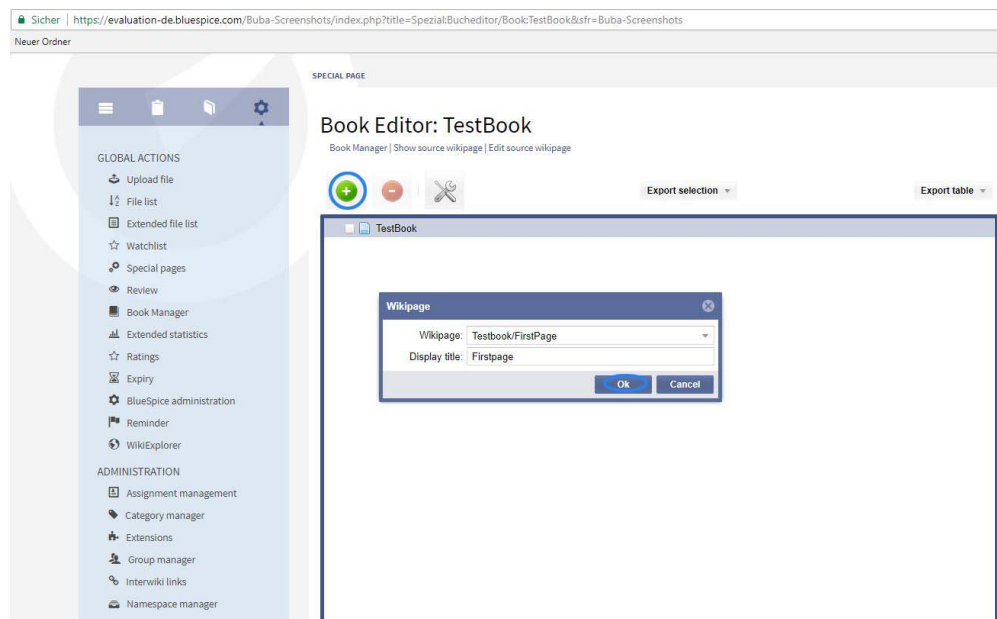 Sicher | https://evaluation-de.bluespice.com/Buba-Screenshots/index.php?title=Spezial:Bucheditor/Book:TestBook&sfr=Buba-Screenshots
Neuer Ordner
SPECIAL PAGE
Book Editor: TestBook
Book Manager | Show source wikipage | Edit source wikipage
Export selection
Export table
TestBook
Wikipage
Wikipage: Testbook/FirstPage
Display title: Firstpage
Ok Cancel
GLOBAL ACTIONS
Upload file
File list
Extended file list
Watchlist
Special pages
Review
Book Manager
Extended statistics
Ratings
Expiry
BlueSpice administration
Reminder
WikiExplorer
ADMINISTRATION
Assignment management
Category manager
Extensions
Group manager
Interwiki links
Namespace manager